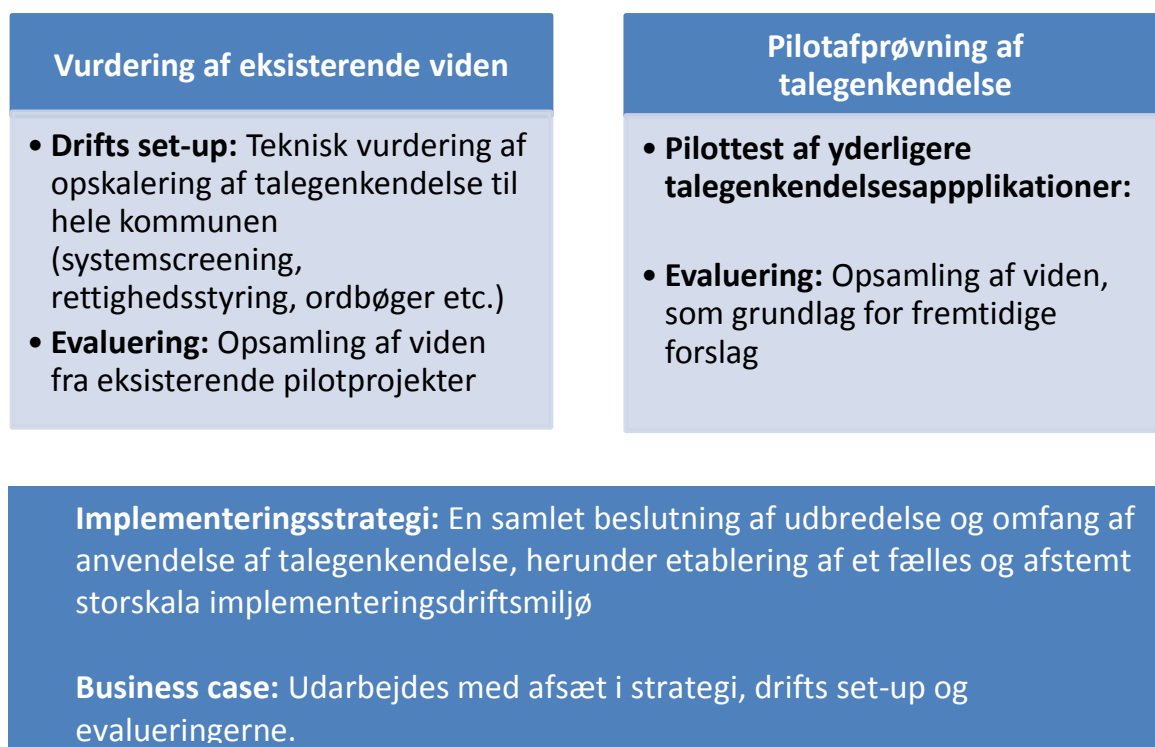 Vurdering af eksisterende viden
• Drifts set-up: Teknisk vurdering af
opskalering af talegenkendelse til
hele kommunen
(systemscreening,
rettighedsstyring, ordbøger etc.)
• Evaluering: Opsamling af viden
fra eksisterende pilotprojekter
Pilotafprøvning af
talegenkendelse
• Pilottest af yderligere
talegenkendelsesappplikationer:
• Evaluering: Opsamling af viden,
som grundlag for fremtidige
forslag
Implementeringsstrategi: En samlet beslutning af udbredelse og omfang af
anvendelse af talegenkendelse, herunder etablering af et fælles og afstemt
storskala implementeringsdriftsmiljø
Business case: Udarbejdes med afsæt i strategi, drifts set-up og
evalueringerne.